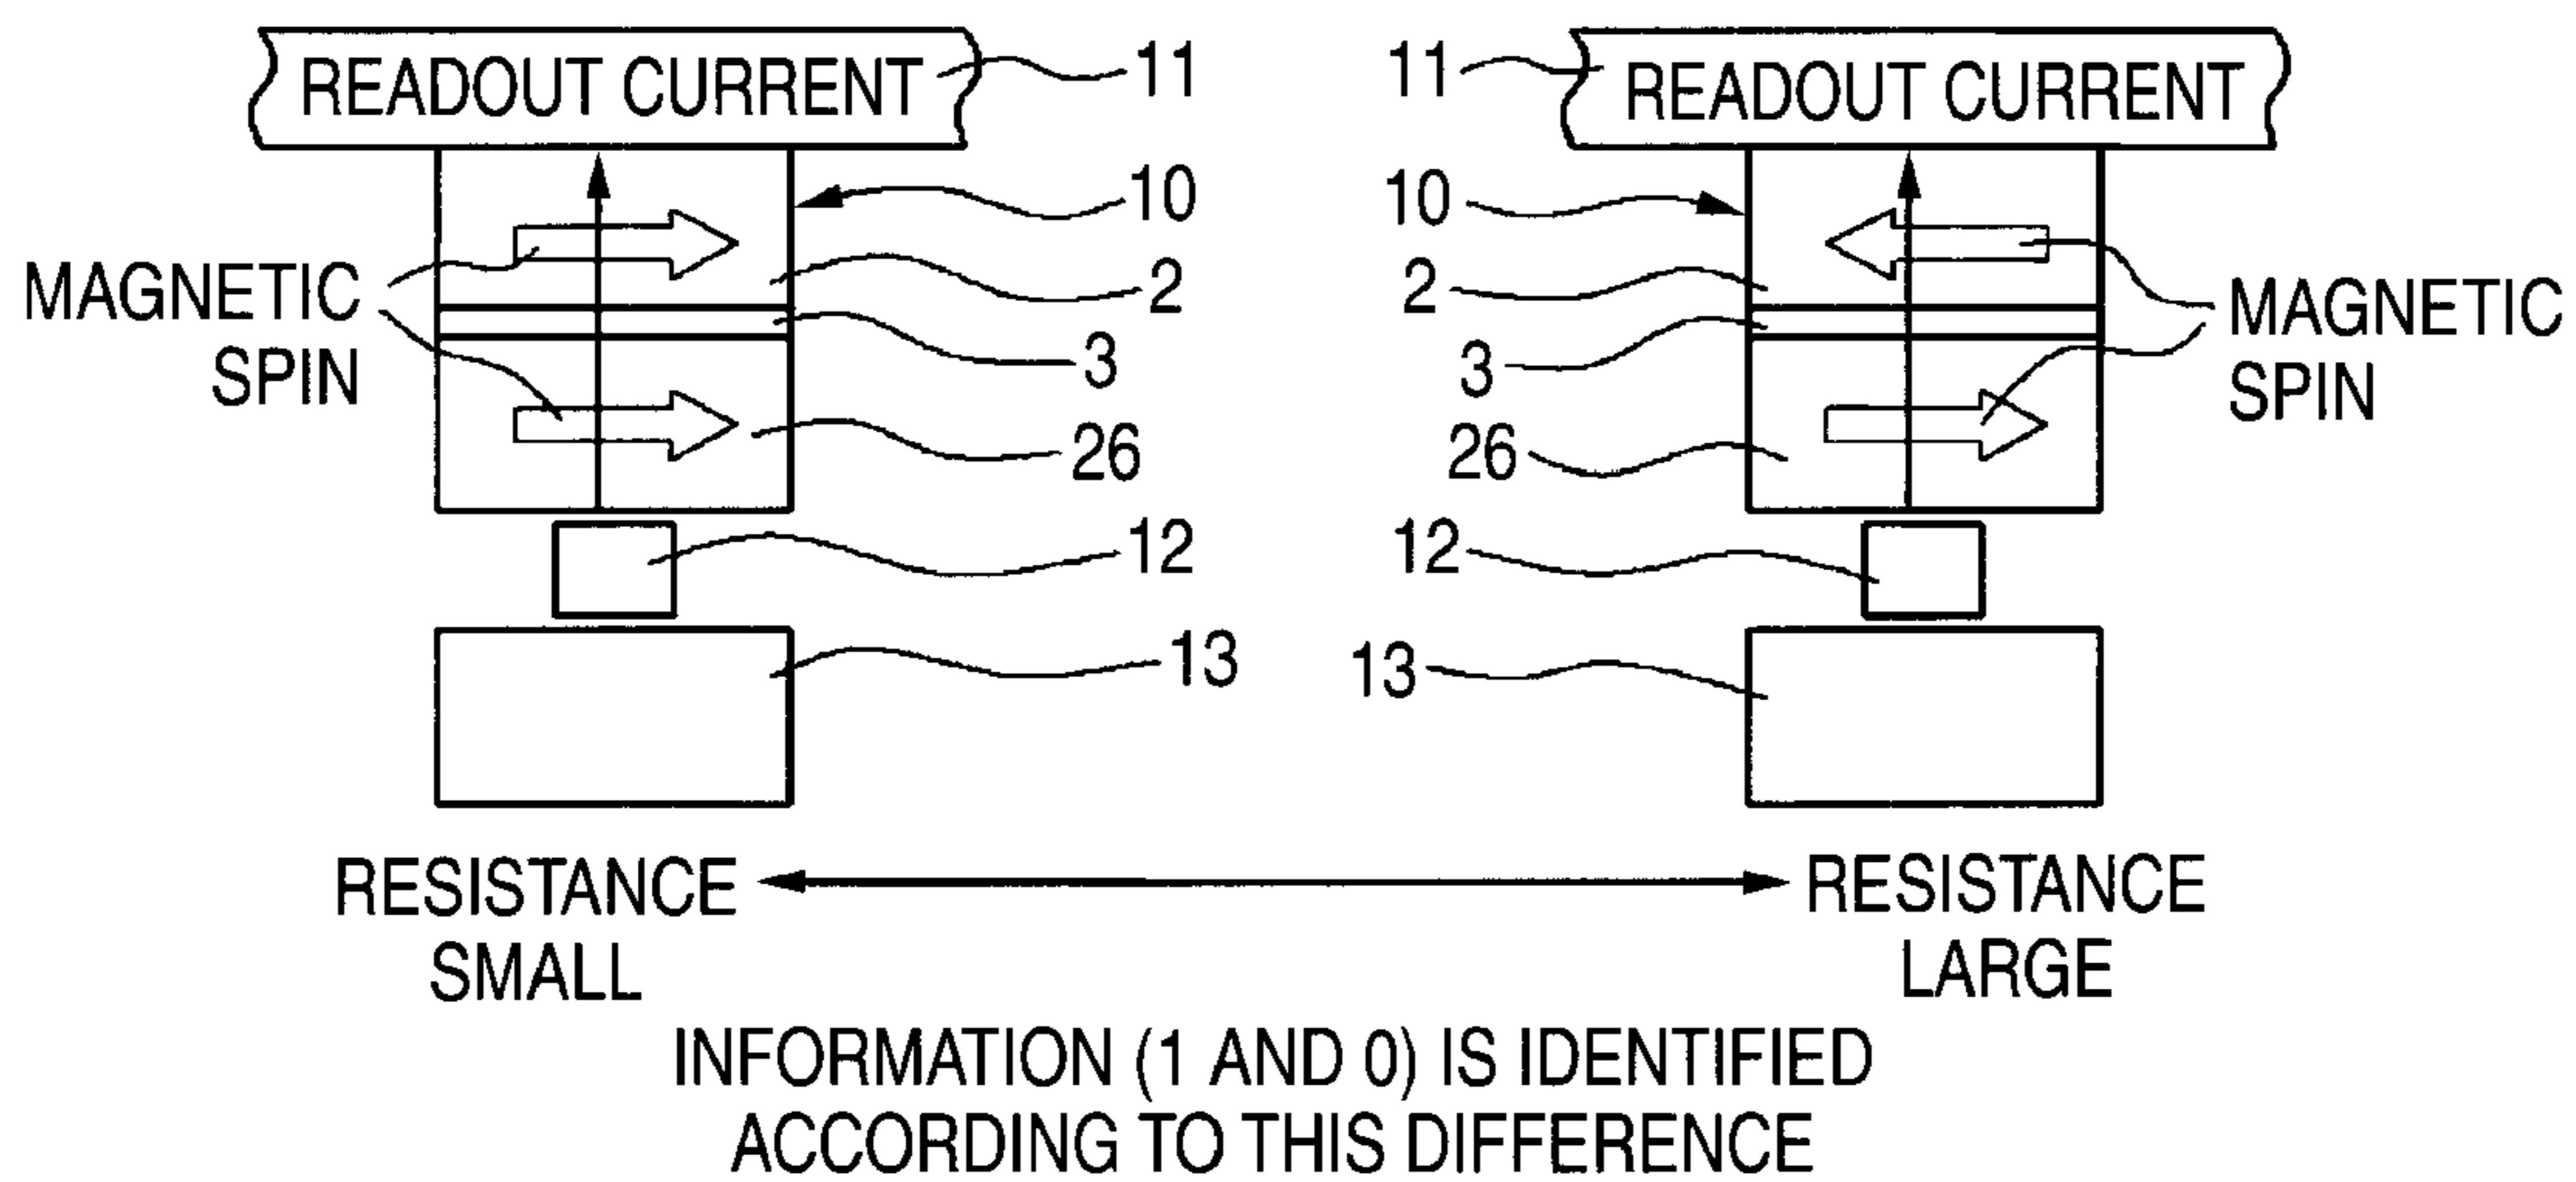 READOUT CURRENT 11
11 READOUT CURRENT
10
10
MAGNETIC
SPIN
2
2
MAGNETIC
SPIN
3
3
26
26
12
12
13
13
RESISTANCE
SMALL
RESISTANCE
LARGE
INFORMATION (1 AND 0) IS IDENTIFIED
ACCORDING TO THIS DIFFERENCE